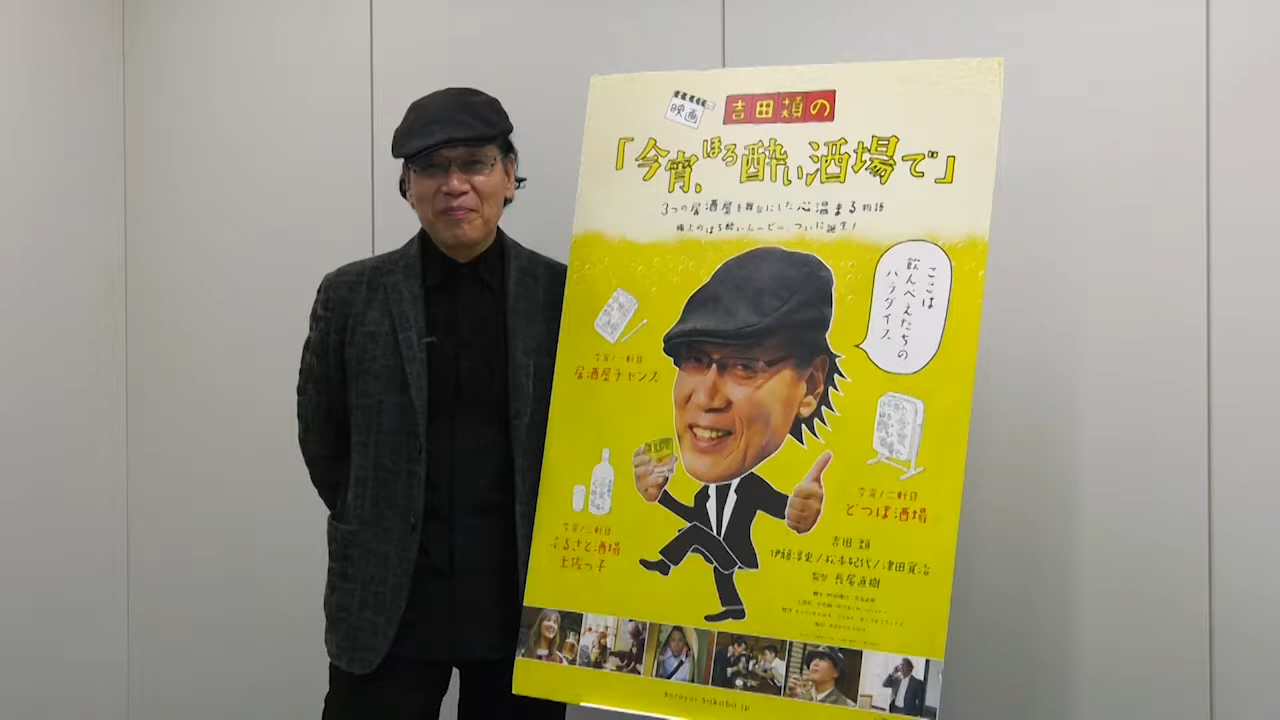 映画
吉田類の
「今宵、ほろ酔い酒場で」
3つの居酒屋を舞台にした心温まる物語
極上のほろ酔いムービー、ついに誕生！
ここは
飲んべえたちの
パラダイス
今宵ノ一軒目
居酒屋チャンス
今宵ノ二軒目
どつぼ酒場
今宵ノ三軒目
ふるさと酒場
土佐っ子
吉田類
伊藤淳史／松本妃代／津田寛治
監督 長尾直樹
horoyoi-sakaba.jp